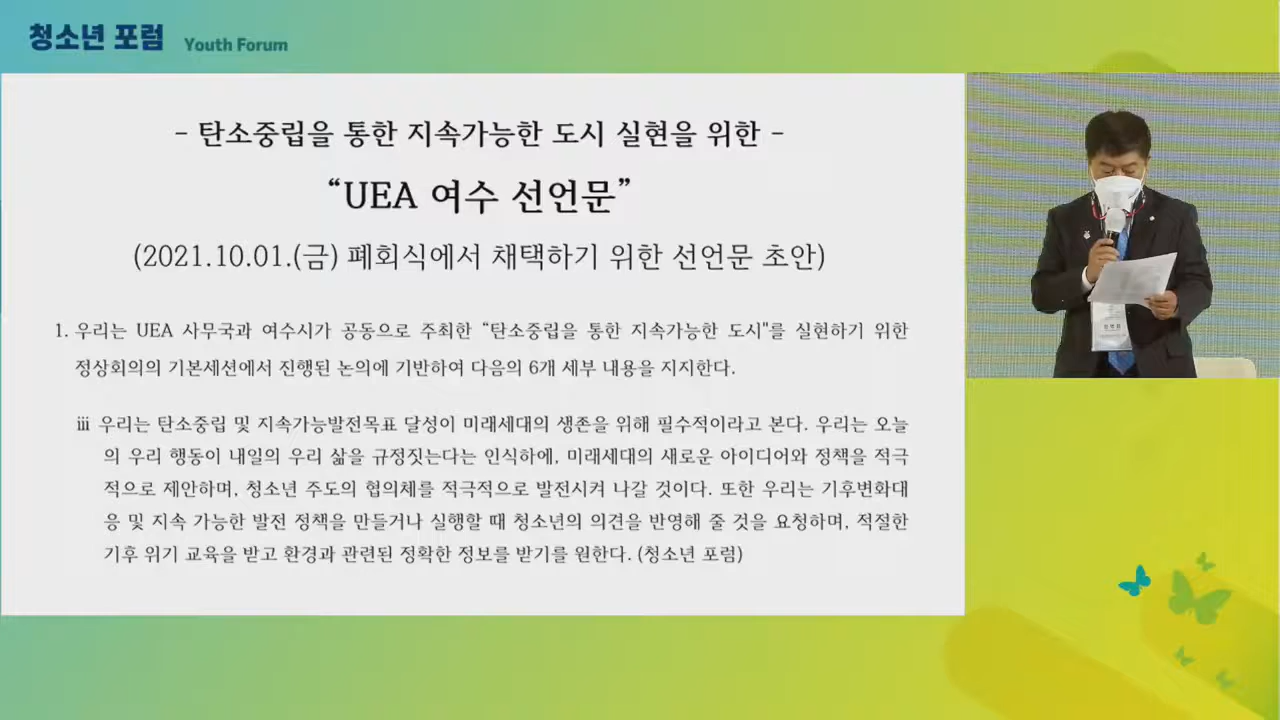 청소년 포럼 Youth Forum
- 탄소중립을 통한 지속가능한 도시 실현을 위한 -
“UEA 여수 선언문”
(2021.10.01.(금) 폐회식에서 채택하기 위한 선언문 초안)
1. 우리는 UEA 사무국과 여수시가 공동으로 주최한 “탄소중립을 통한 지속가능한 도시"를 실현하기 위한
정상회의의 기본세션에서 진행된 논의에 기반하여 다음의 6개 세부 내용을 지지한다.
ⅲ 우리는 탄소중립 및 지속가능발전목표 달성이 미래세대의 생존을 위해 필수적이라고 본다. 우리는 오늘
의 우리 행동이 내일의 우리 삶을 규정짓는다는 인식하에, 미래세대의 새로운 아이디어와 정책을 적극
적으로 제안하며, 청소년 주도의 협의체를 적극적으로 발전시켜 나갈 것이다. 또한 우리는 기후변화대
응 및 지속 가능한 발전 정책을 만들거나 실행할 때 청소년의 의견을 반영해 줄 것을 요청하며, 적절한
기후 위기 교육을 받고 환경과 관련된 정확한 정보를 받기를 원한다. (청소년 포럼)